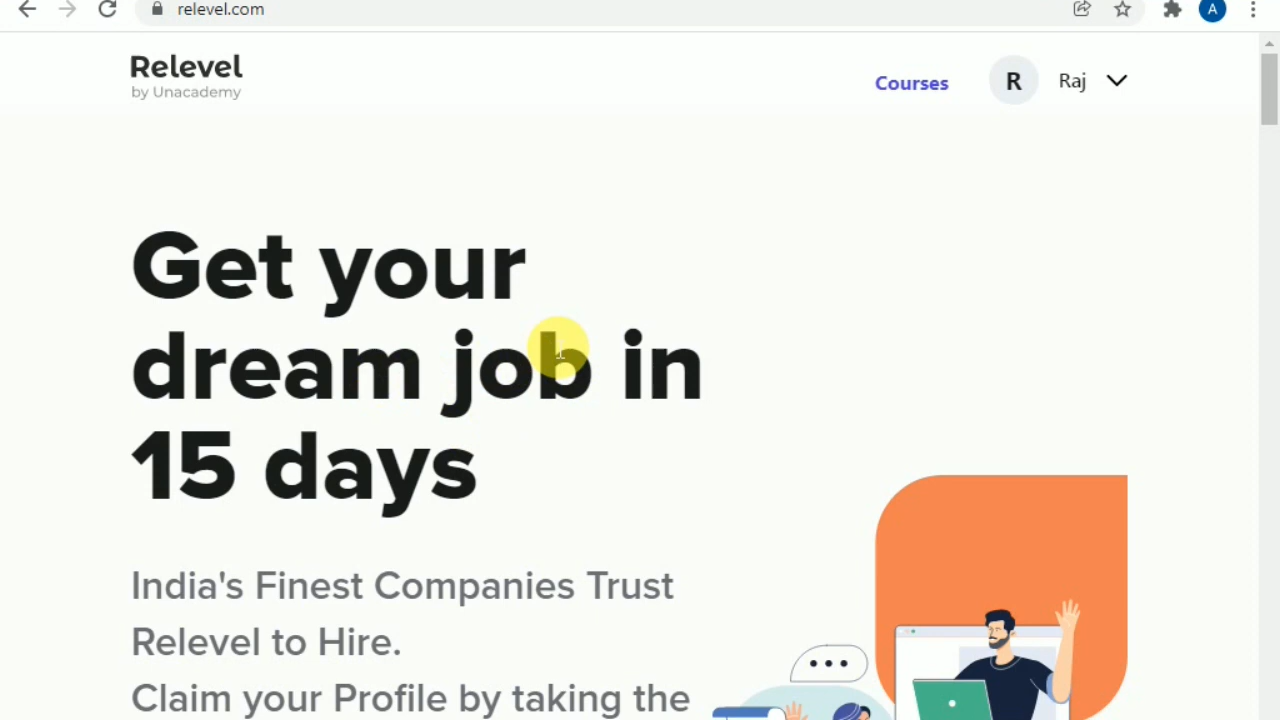 relevel.com
A
Relevel
by Unacademy
Courses
R
Raj
Get your
dream job in
15 days
India's Finest Companies Trust
Relevel to Hire.
Claim your Profile by taking the